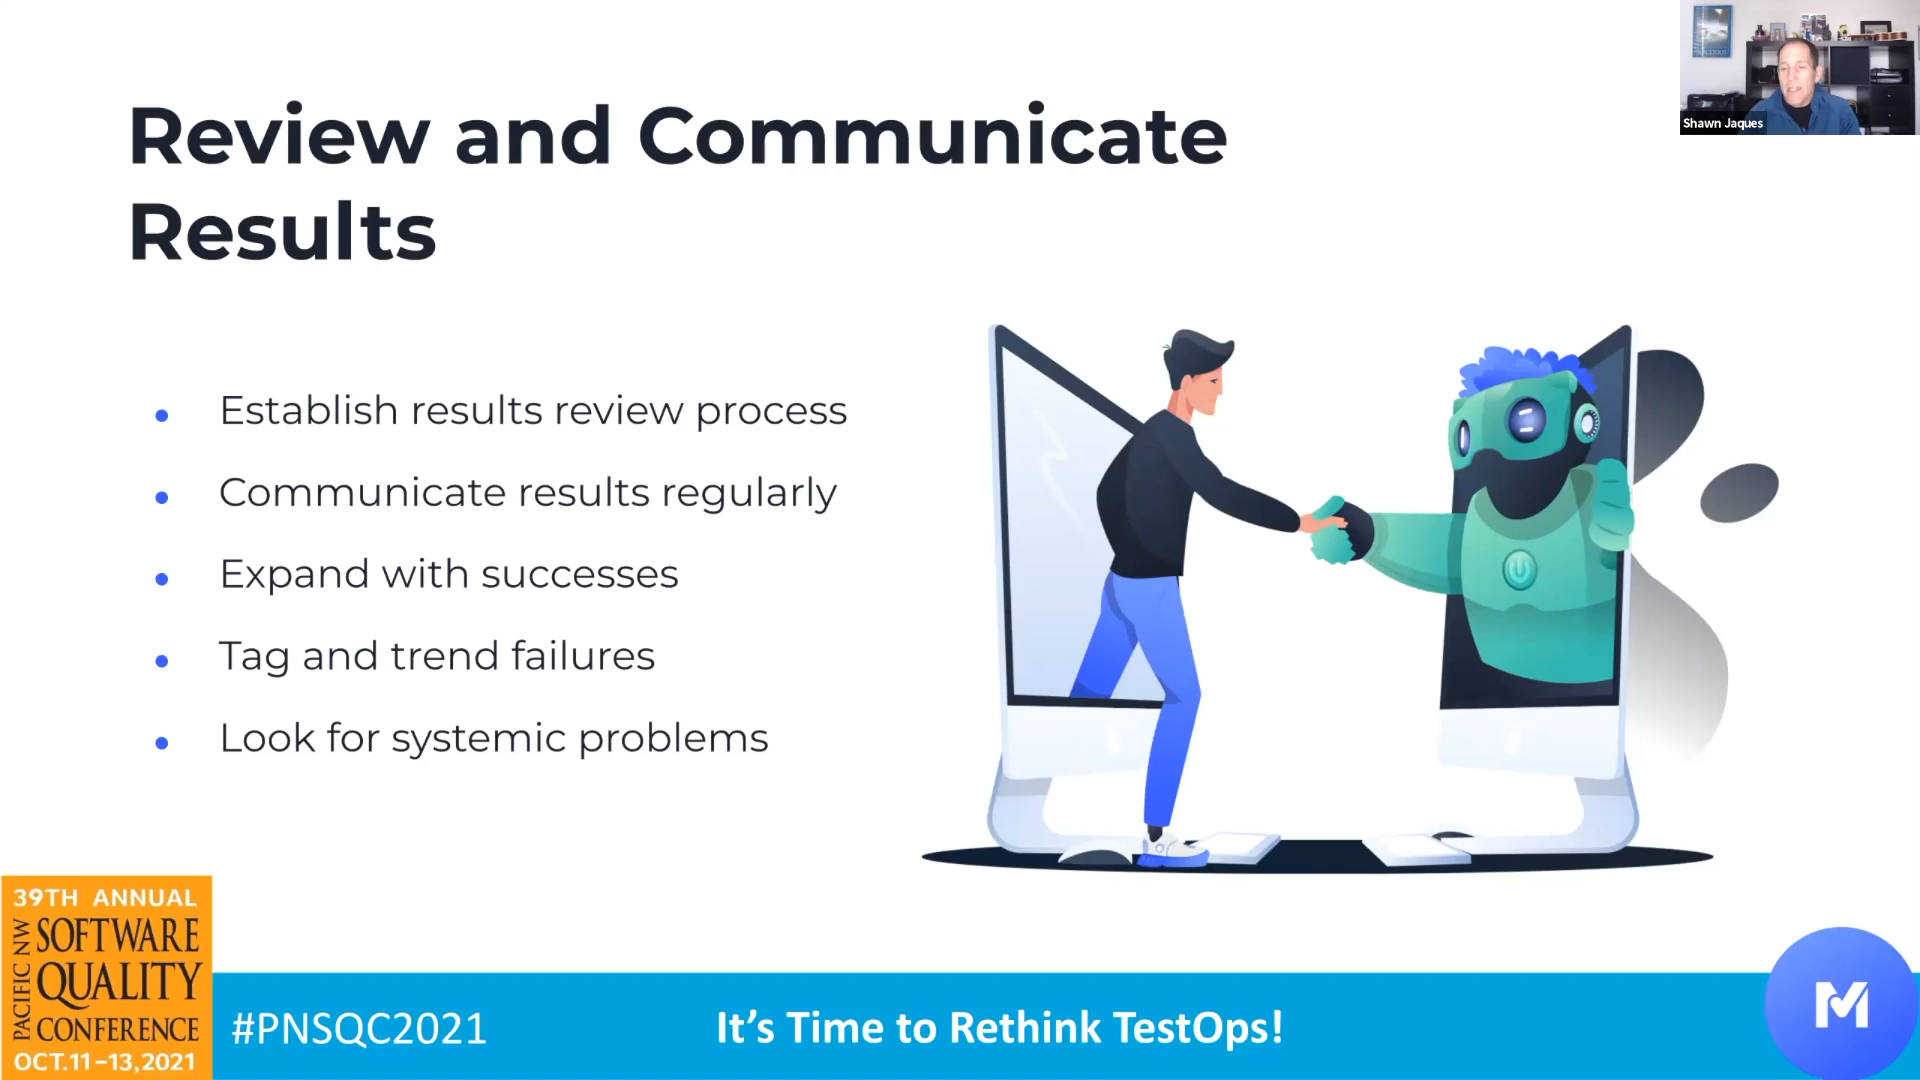 Review and Communicate
Results
Shawn Jaques
Establish results review process
Communicate results regularly
Expand with successes
Tag and trend failures
Look for systemic problems
39TH ANNUAL
PACIFIC NW
SOFTWARE
QUALITY
CONFERENCE
OCT.11–13,2021
#PNSQC2021
It’s Time to Rethink TestOps!
M